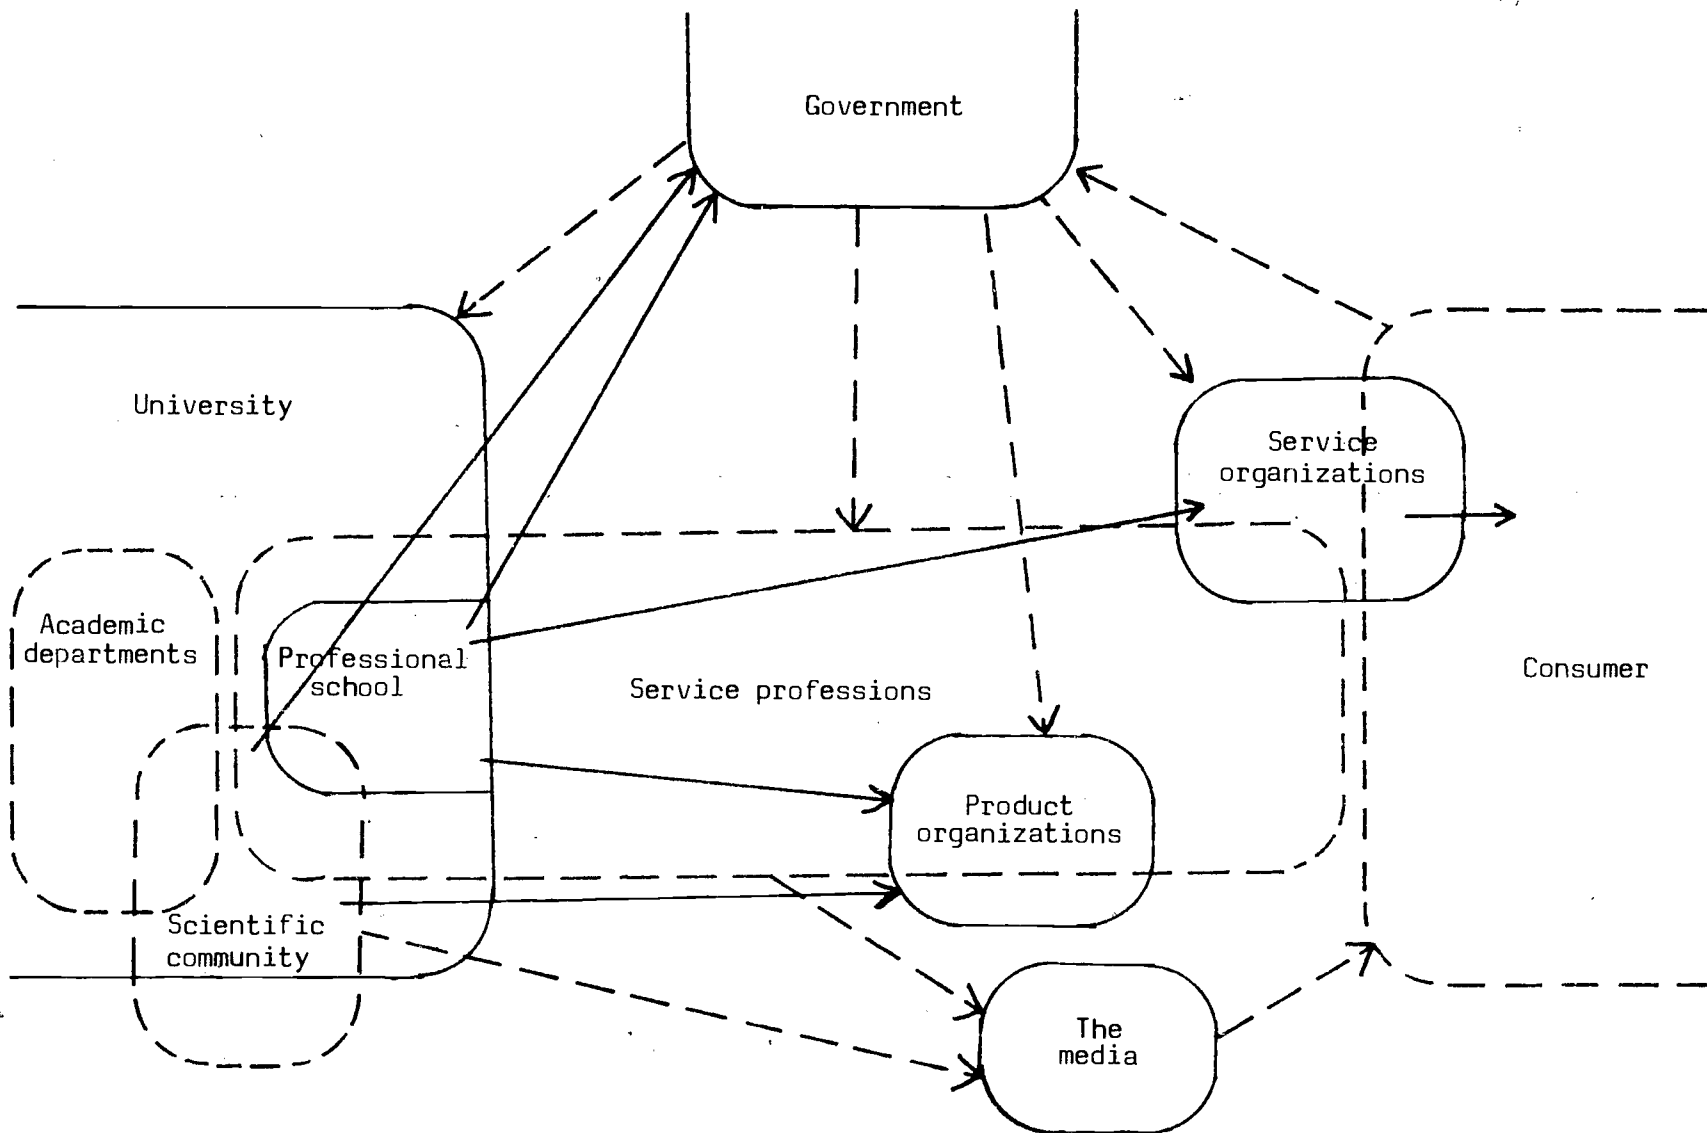 Government
University
Service
organizations
Academic
departments
Professional
school
Service professions
Consumer
Product
organizations
Scientific
community
The
media